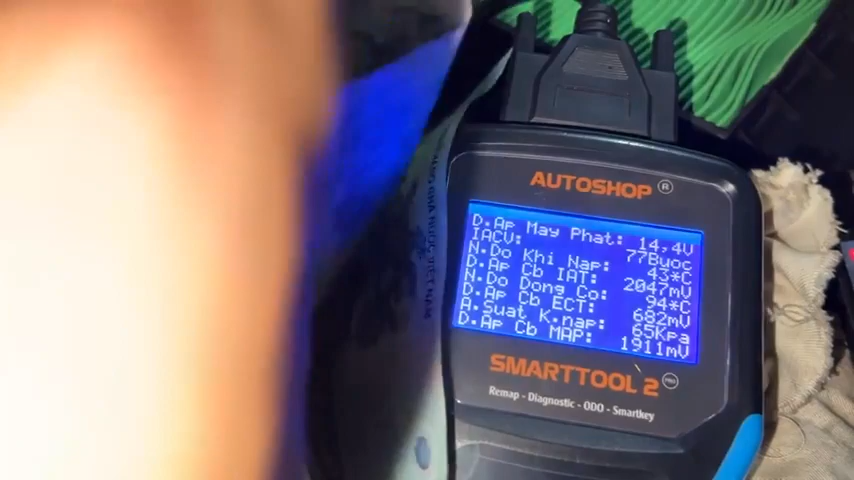 AUTOSHOP ®
D.Ap May Phat: 14,4V
IACV: 77Buoc
N.Do Khi Nap: 43*C
D.Ap Cb IAT: 2047mV
N.Do Dong Co: 94*C
D.Ap Cb ECT: 682mV
A.Suat K.nap: 65Kpa
D.Ap Cb MAP: 1911mV
SMARTTOOL 2 PRO
Remap - Diagnostic - ODO - Smartkey